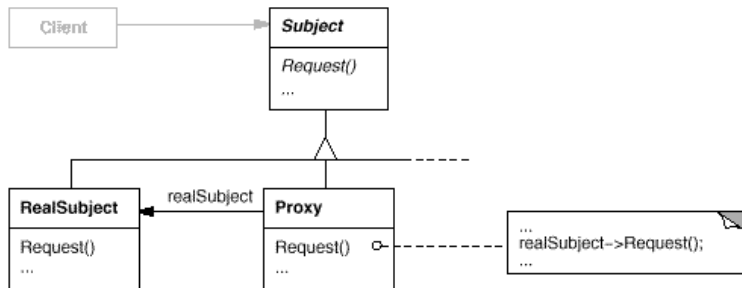 Client
Subject
Request()
...
realSubject
RealSubject
Request()
...
Proxy
Request()
...
...
realSubject->Request();
...